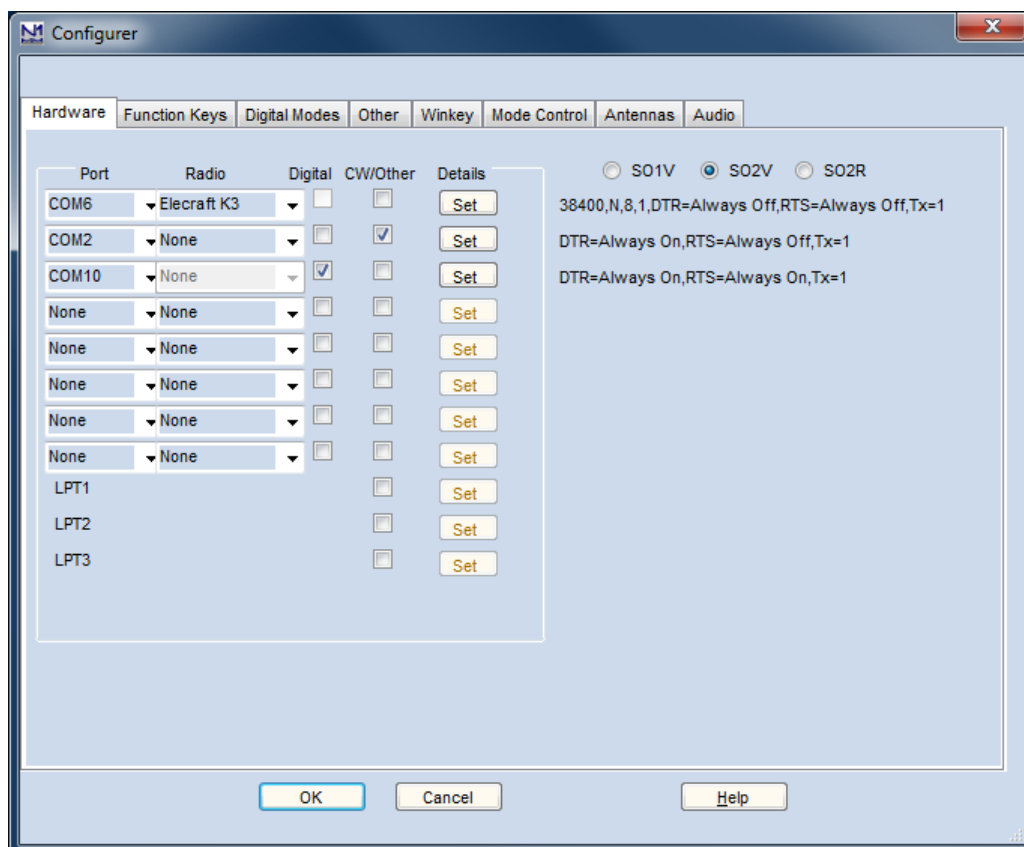 N1 Configurer
Hardware Function Keys Digital Modes Other Winkey Mode Control Antennas Audio
Port Radio Digital CW/Other Details SO1V SO2V SO2R
COM6 Elecraft K3 Set 38400,N,8,1,DTR=Always Off,RTS=Always Off,Tx=1
COM2 None Set DTR=Always On,RTS=Always Off,Tx=1
COM10 None Set DTR=Always On,RTS=Always On,Tx=1
None None Set
None None Set
None None Set
None None Set
None None Set
LPT1 Set
LPT2 Set
LPT3 Set
OK Cancel Help